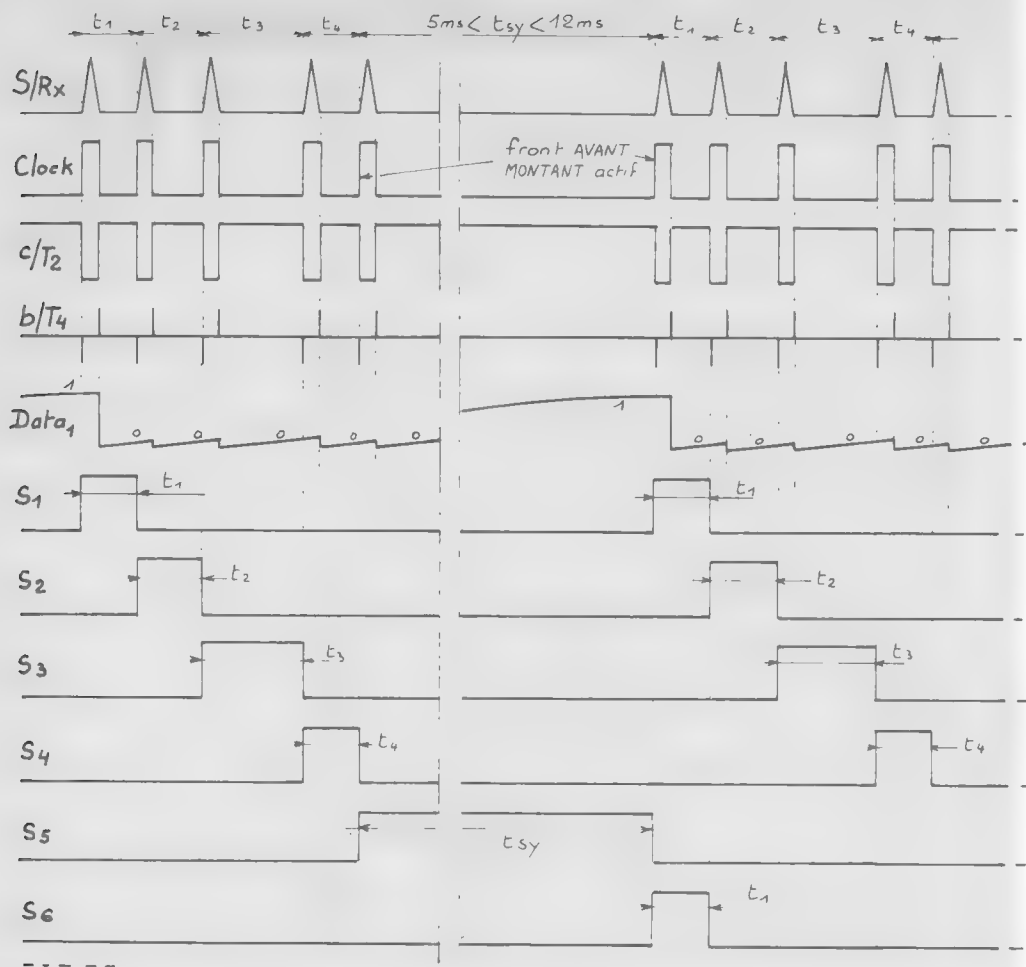 t1 t2 t3 t4 5ms < tsy < 12ms t1 t2 t3 t4
S/Rx
Clock
front AVANT
MONTANT actif
c/T2
b/T4
Data1
1 0 0 0 0 0 1 0 0 0 0 0
S1 t1 t1
S2 t2 t2
S3 t3 t3
S4 t4 t4
S5 tsy
S6 t1